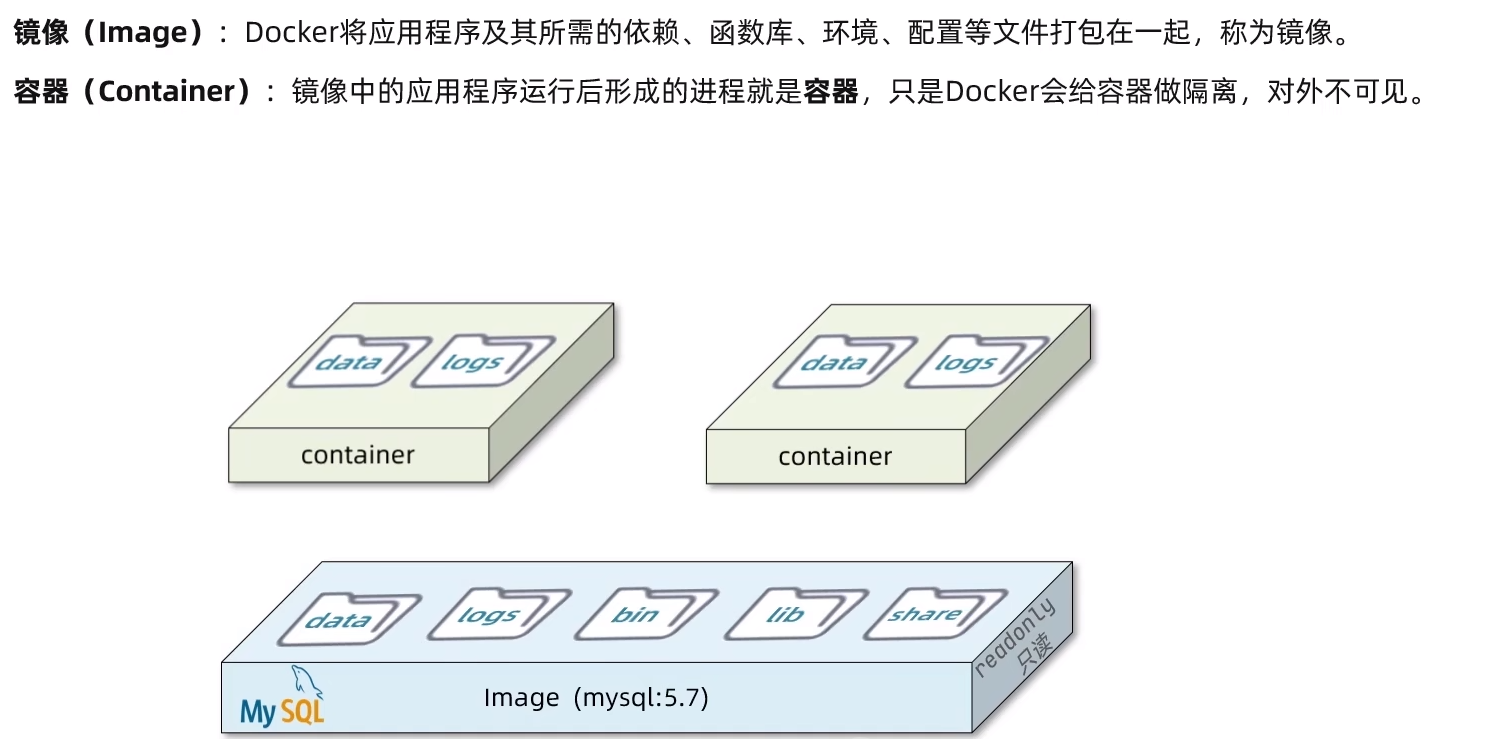 镜像（Image）：Docker将应用程序及其所需的依赖、函数库、环境、配置等文件打包在一起，称为镜像。
容器（Container）：镜像中的应用程序运行后形成的进程就是容器，只是Docker会给容器做隔离，对外不可见。
data logs
data logs
container
container
data logs bin lib share
readonly
只读
MySQL
Image (mysql:5.7)